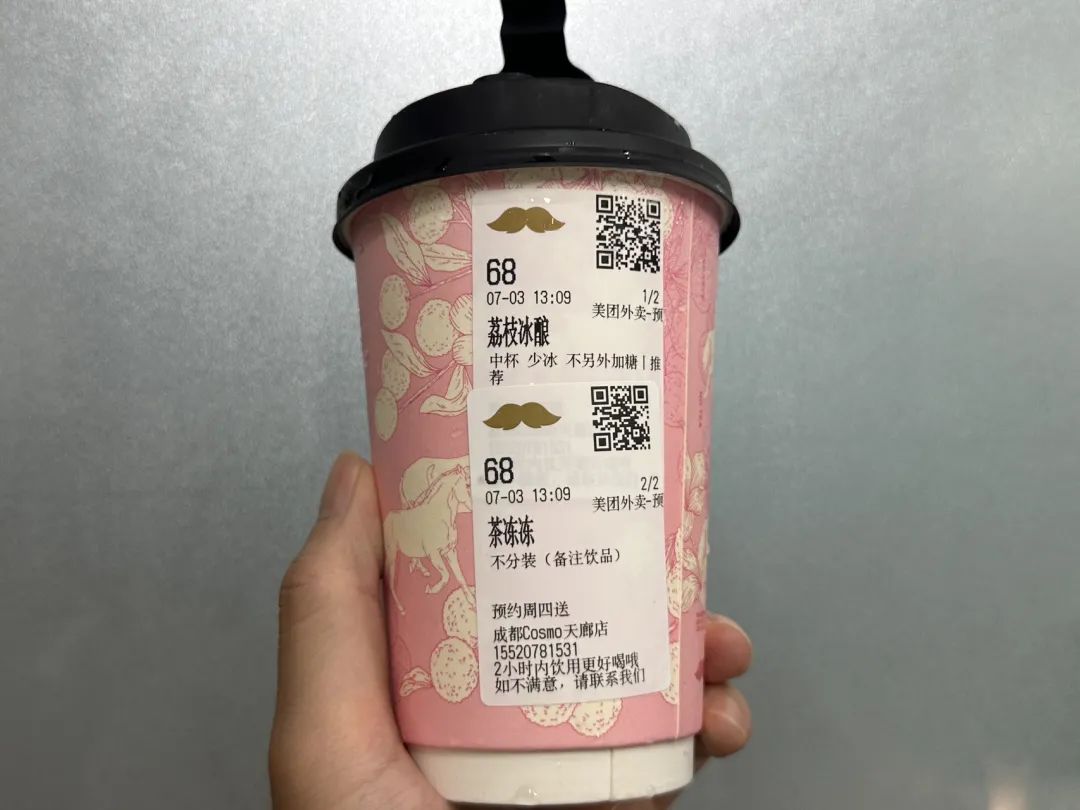 68
07-03 13:09
1/2
美团外卖-预
荔枝冰酿
中杯 少冰 不另外加糖|推
荐
68
07-03 13:09
2/2
美团外卖-预
茶冻冻
不分装（备注饮品）
预约周四送
成都Cosmo天廊店
15520781531
2小时内饮用更好喝哦
如不满意，请联系我们